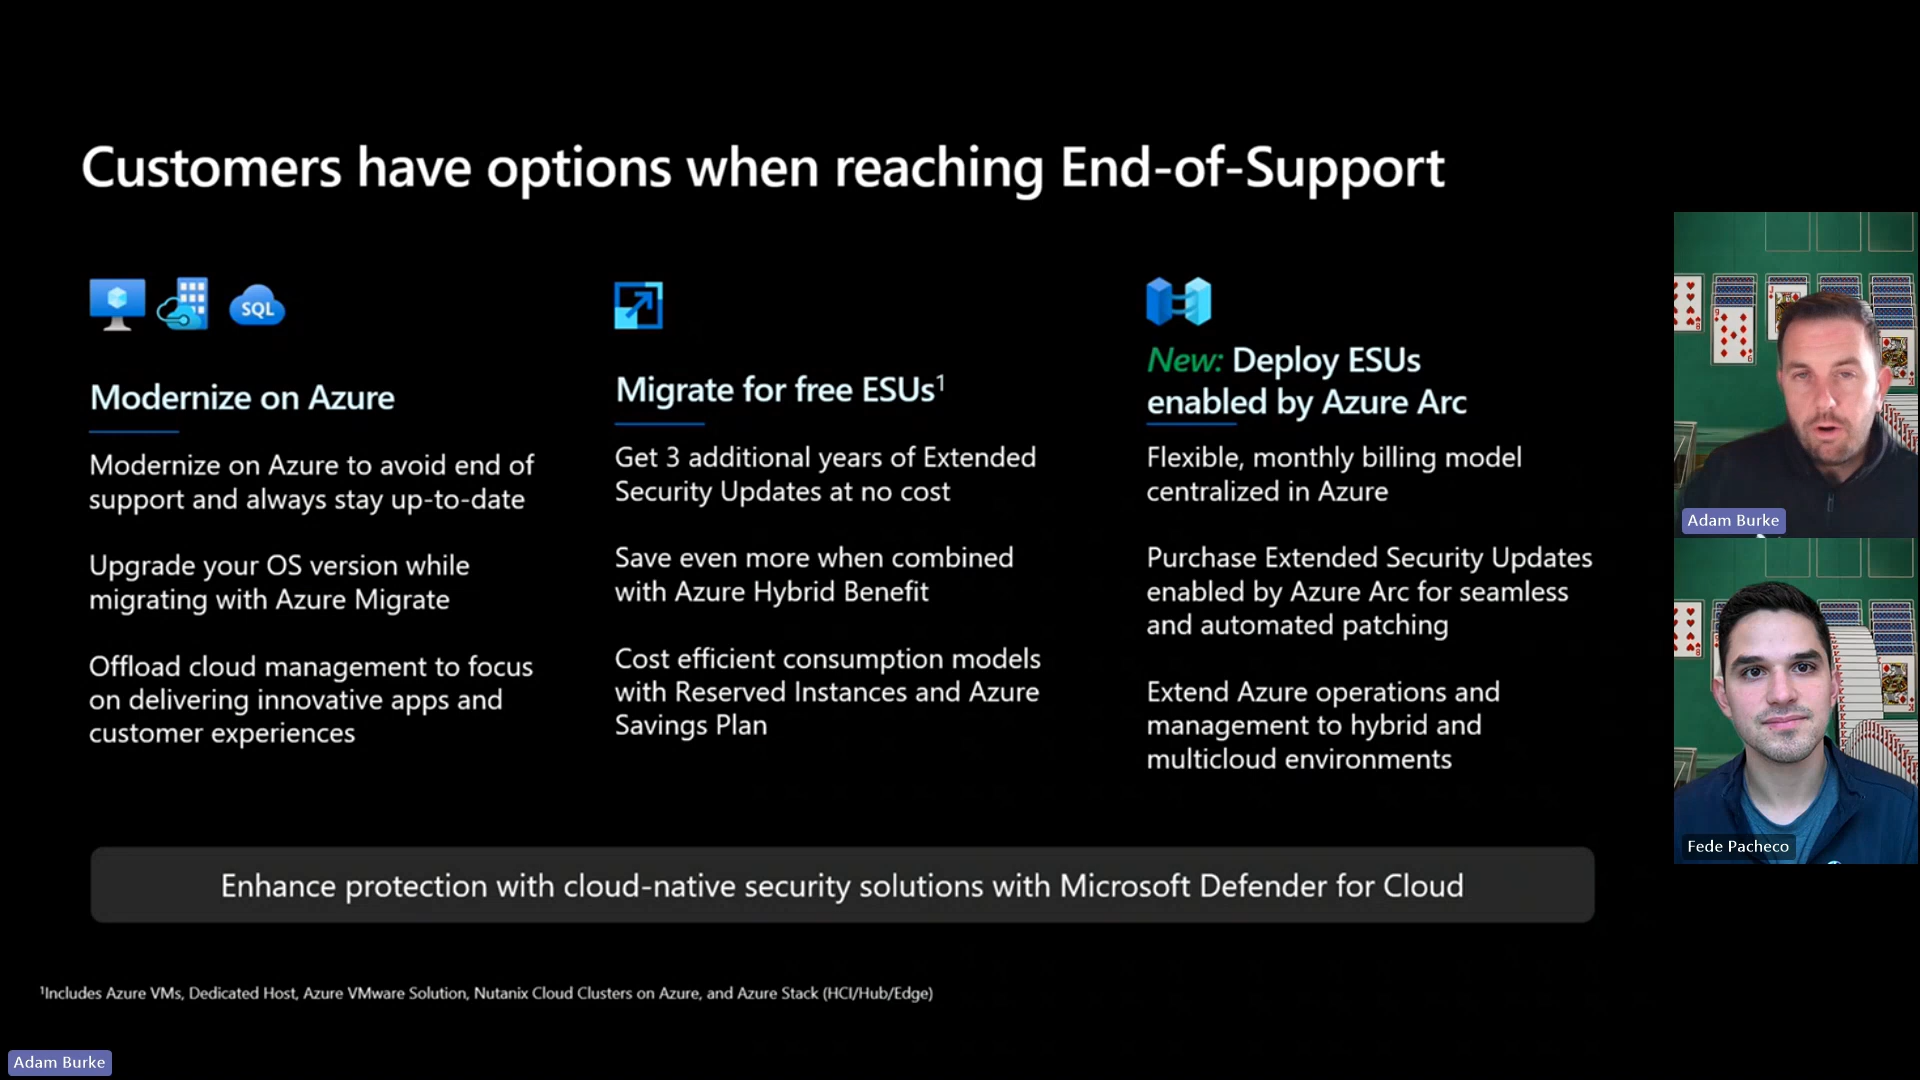 Customers have options when reaching End-of-Support
SQL
Modernize on Azure
Modernize on Azure to avoid end of
support and always stay up-to-date
Upgrade your OS version while
migrating with Azure Migrate
Offload cloud management to focus
on delivering innovative apps and
customer experiences
Migrate for free ESUs¹
Get 3 additional years of Extended
Security Updates at no cost
Save even more when combined
with Azure Hybrid Benefit
Cost efficient consumption models
with Reserved Instances and Azure
Savings Plan
New: Deploy ESUs
enabled by Azure Arc
Flexible, monthly billing model
centralized in Azure
Purchase Extended Security Updates
enabled by Azure Arc for seamless
and automated patching
Extend Azure operations and
management to hybrid and
multicloud environments
Enhance protection with cloud-native security solutions with Microsoft Defender for Cloud
¹Includes Azure VMs, Dedicated Host, Azure VMware Solution, Nutanix Cloud Clusters on Azure, and Azure Stack (HCI/Hub/Edge)
Adam Burke
Fede Pacheco
Adam Burke